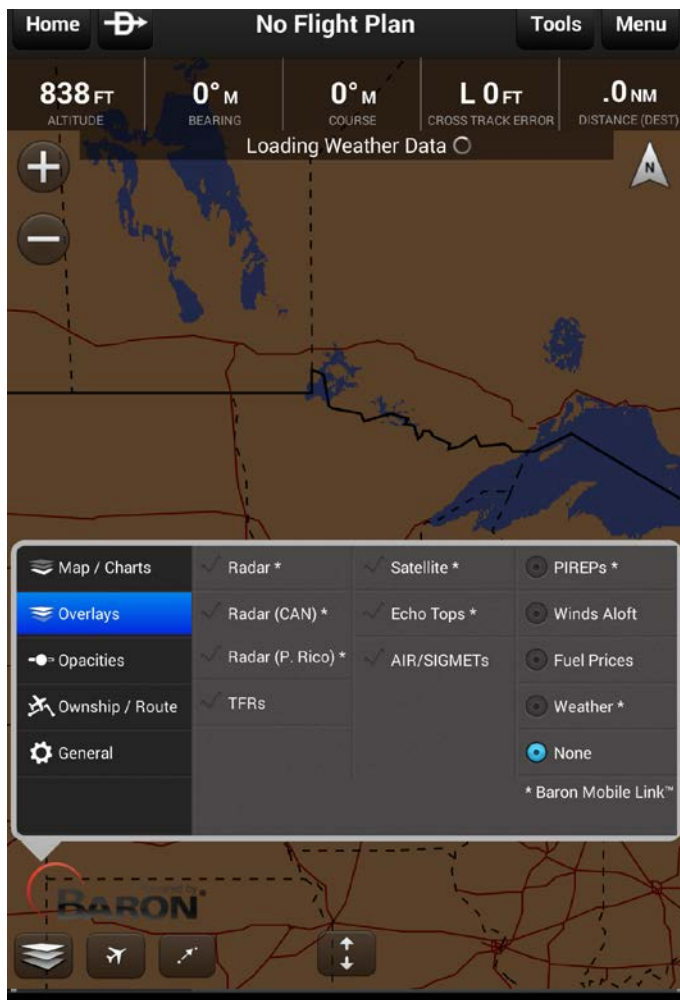 Home
No Flight Plan
Tools
Menu
838 FT
0° M
0° M
L 0 FT
.0 NM
ALTITUDE
BEARING
COURSE
CROSS TRACK ERROR
DISTANCE (DEST)
Loading Weather Data
N
Map / Charts
Radar *
Satellite *
PIREPs *
Overlays
Radar (CAN) *
Echo Tops *
Winds Aloft
Opacities
Radar (P. Rico) *
AIR/SIGMETs
Fuel Prices
Ownship / Route
TFRs
Weather *
General
None
* Baron Mobile Link™
Powered by
BARON®